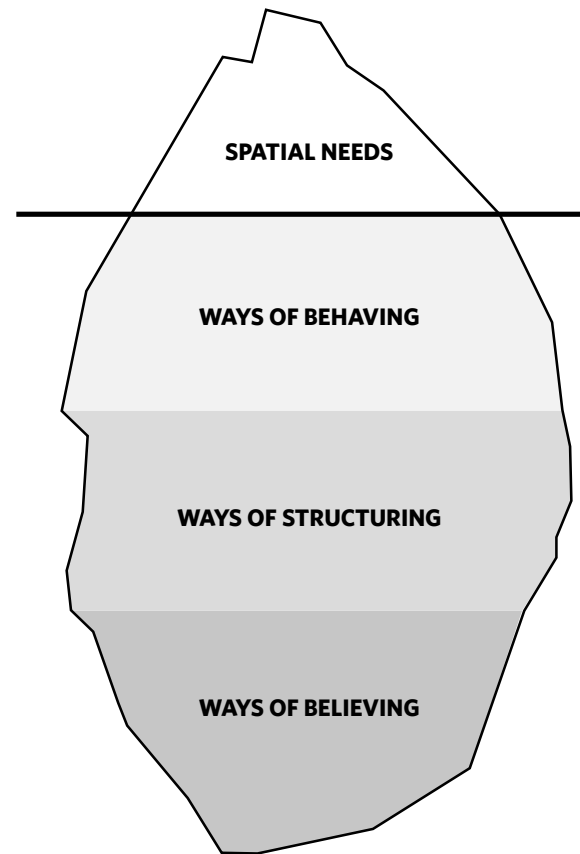 SPATIAL NEEDS
WAYS OF BEHAVING
WAYS OF STRUCTURING
WAYS OF BELIEVING